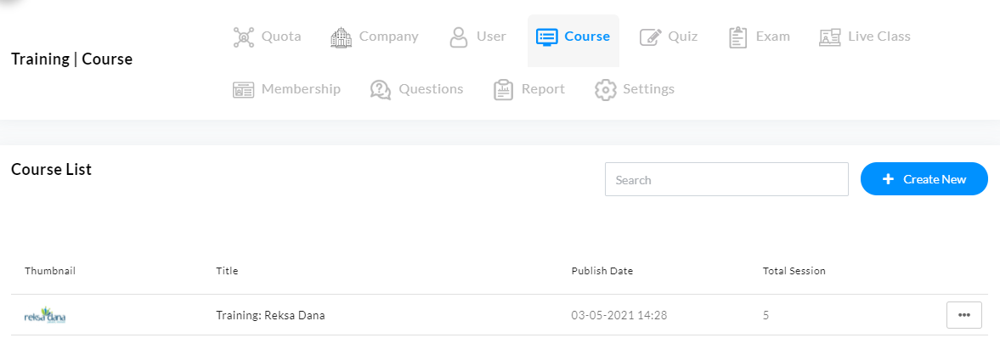 Quota Company User Course Quiz Exam Live Class
Training | Course
Membership Questions Report Settings
Course List
Search
Create New
Thumbnail Title Publish Date Total Session
reksa dana Training: Reksa Dana 03-05-2021 14:28 5